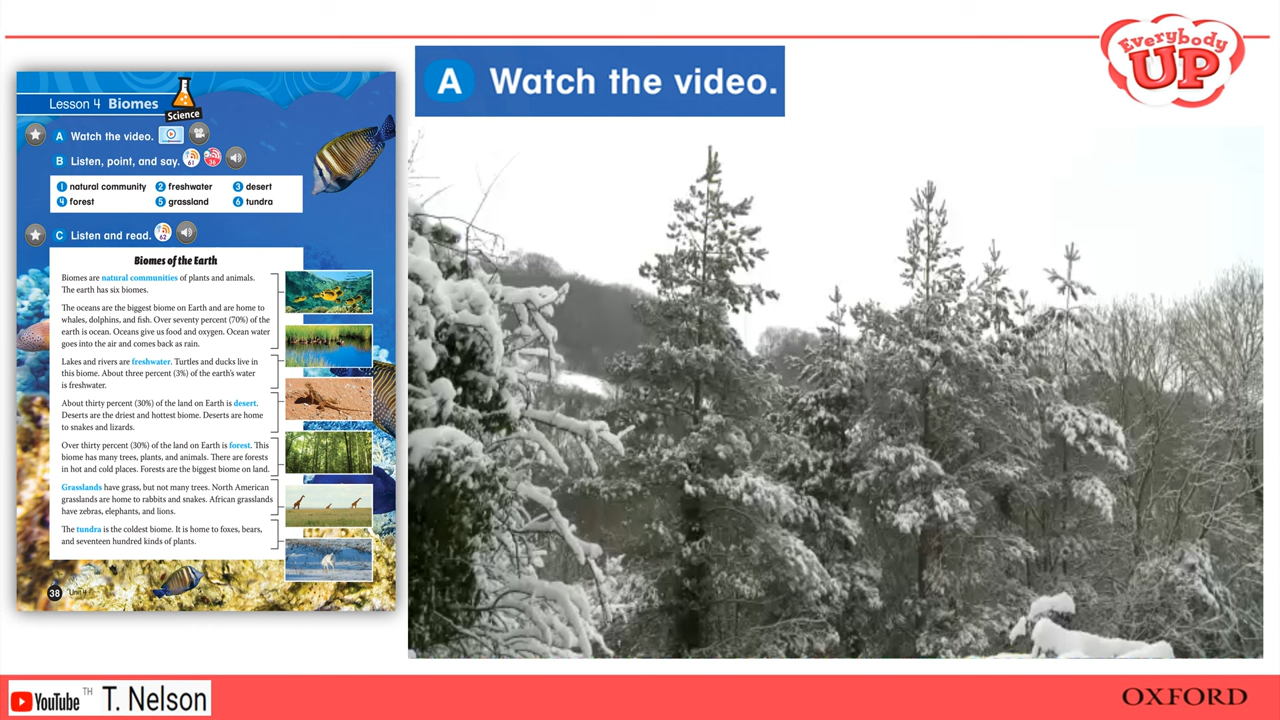 Everybody
UP
A Watch the video.
Lesson 4 Biomes
Science
A Watch the video.
B Listen, point, and say. 61 36
1 natural community 2 freshwater 3 desert
4 forest 5 grassland 6 tundra
C Listen and read. 62
Biomes of the Earth
Biomes are natural communities of plants and animals.
The earth has six biomes.
The oceans are the biggest biome on Earth and are home to
whales, dolphins, and fish. Over seventy percent (70%) of the
earth is ocean. Oceans give us food and oxygen. Ocean water
goes into the air and comes back as rain.
Lakes and rivers are freshwater. Turtles and ducks live in
this biome. About three percent (3%) of the earth's water
is freshwater.
About thirty percent (30%) of the land on Earth is desert.
Deserts are the driest and hottest biome. Deserts are home
to snakes and lizards.
Over thirty percent (30%) of the land on Earth is forest. This
biome has many trees, plants, and animals. There are forests
in hot and cold places. Forests are the biggest biome on land.
Grasslands have grass, but not many trees. North American
grasslands are home to rabbits and snakes. African grasslands
have zebras, elephants, and lions.
The tundra is the coldest biome. It is home to foxes, bears,
and seventeen hundred kinds of plants.
38 Unit 4
YouTube TH T. Nelson
OXFORD